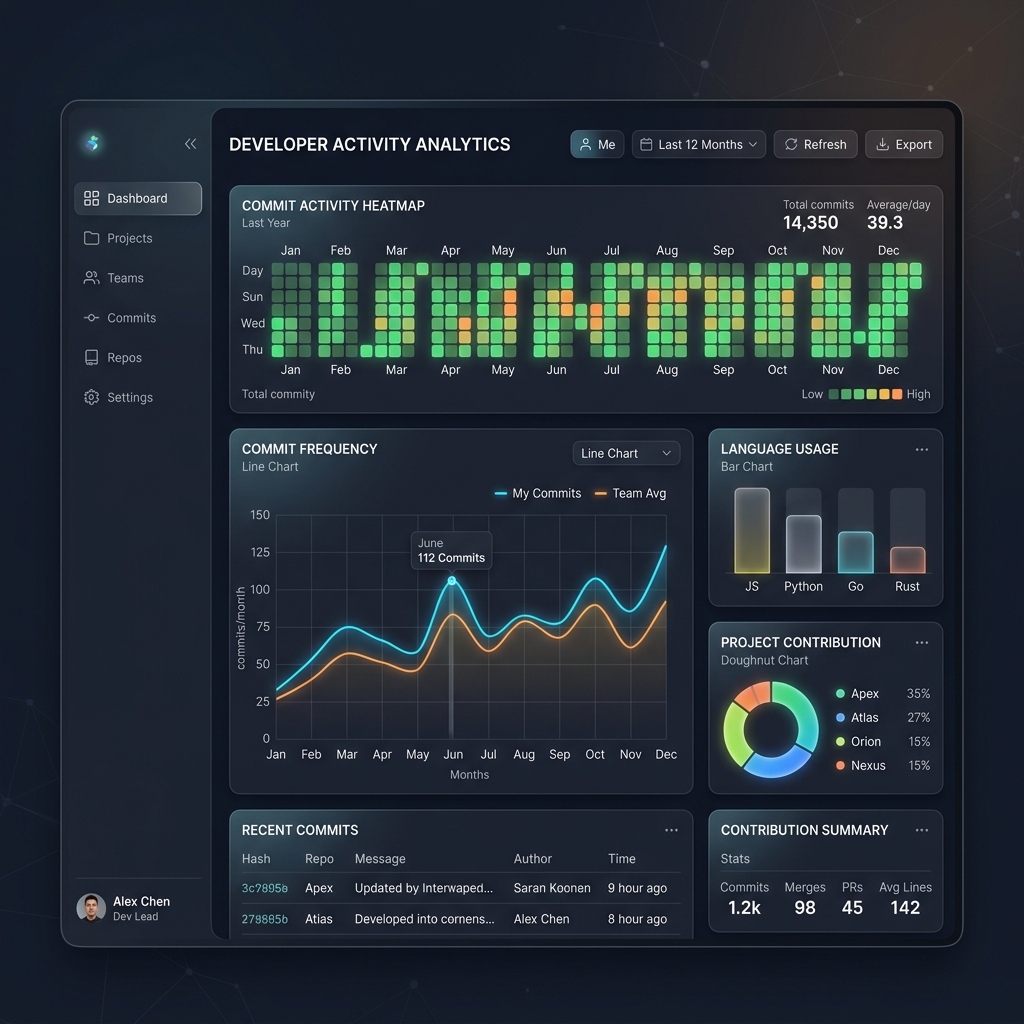 DEVELOPER ACTIVITY ANALYTICS
Me
Last 12 Months
Refresh
Export
Dashboard
Projects
Teams
Commits
Repos
Settings
Alex Chen
Dev Lead
COMMIT ACTIVITY HEATMAP
Last Year
Total commits
14,350
Average/day
39.3
Jan Feb Mar Apr May Jun Jul Aug Sep Oct Nov Dec
Day
Sun
Wed
Thu
Jan Feb Mar Apr May Jun Jul Aug Sep Oct Nov Dec
Total commity
Low High
COMMIT FREQUENCY
Line Chart
Line Chart
My Commits Team Avg
150
125
100
75
50
25
0
commits/month
June
112 Commits
Jan Feb Mar Apr May Jun Jul Aug Sep Oct Nov Dec
Months
LANGUAGE USAGE
Bar Chart
JS Python Go Rust
PROJECT CONTRIBUTION
Doughnut Chart
Apex 35%
Atlas 27%
Orion 15%
Nexus 15%
RECENT COMMITS
Hash Repo Message Author Time
Apex Updated by Interwaped... Saran Koonen 9 hour ago
Atias Developed into cornens... Alex Chen 8 hour ago
CONTRIBUTION SUMMARY
Stats
Commits Merges PRs Avg Lines
1.2k 98 45 142